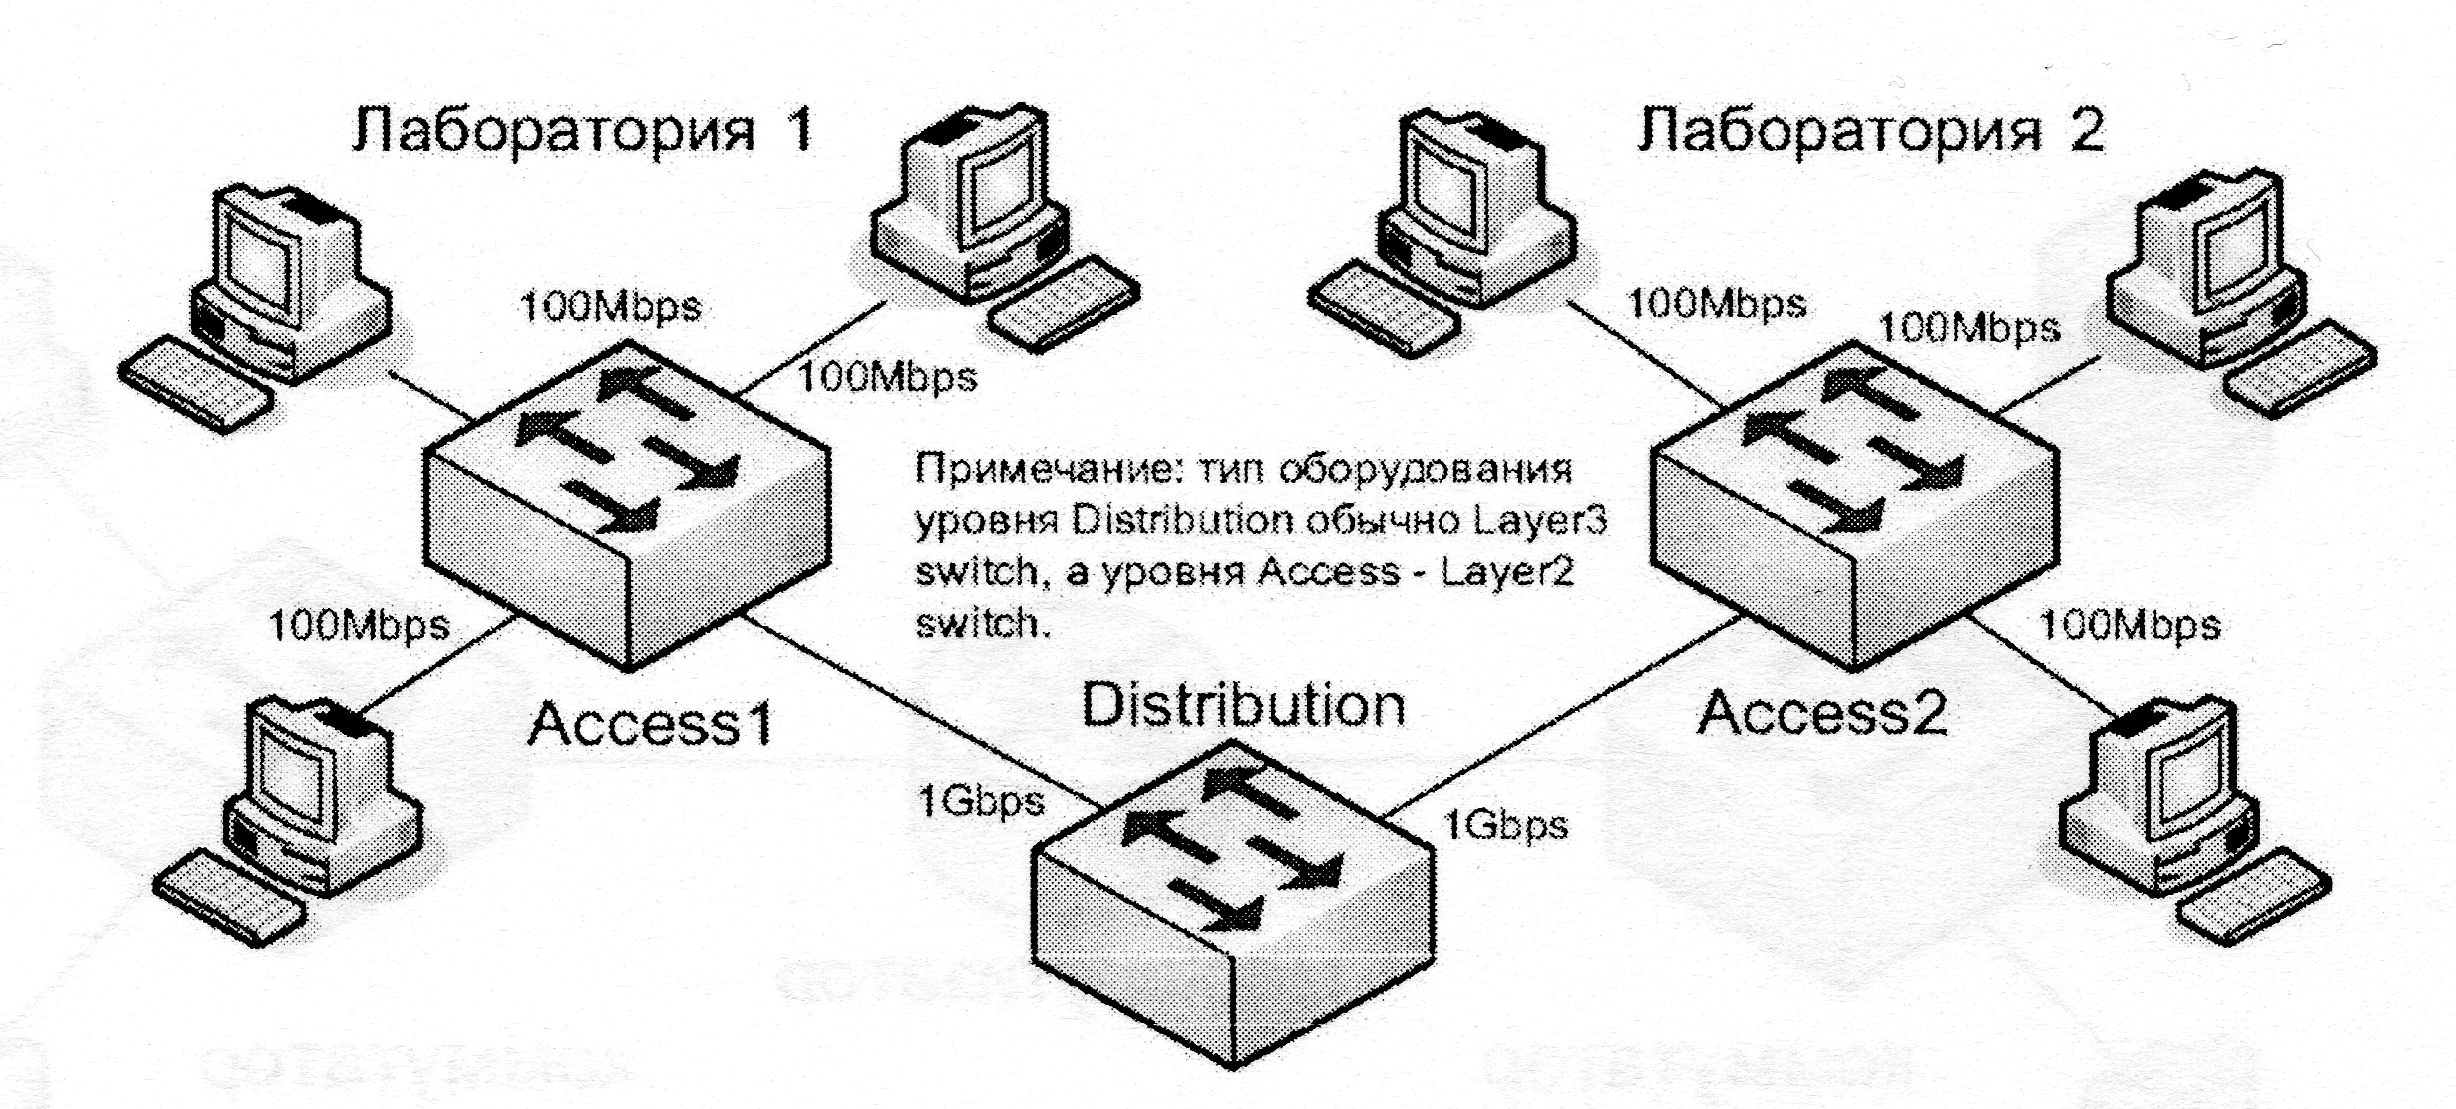 Лаборатория 1
Лаборатория 2
100Mbps
100Mbps
100Mbps
100Mbps
Примечание: тип оборудования
уровня Distribution обычно Layer3
switch, а уровня Access - Layer2
switch.
100Mbps
100Mbps
Access1
Distribution
Access2
1Gbps
1Gbps